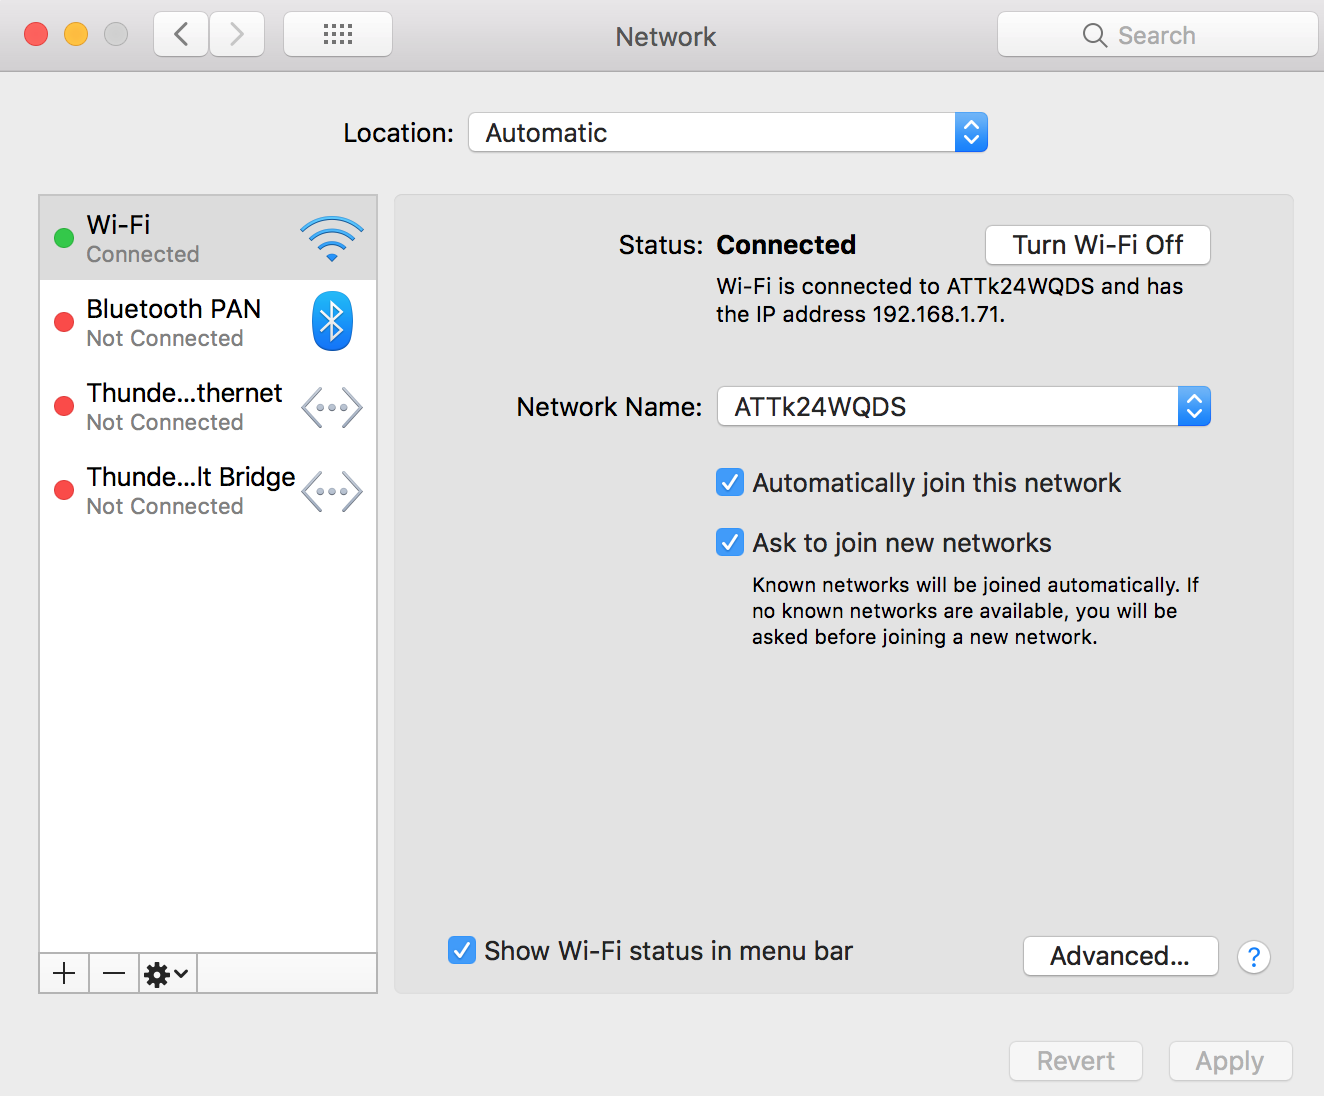 Network
Search
Location: Automatic
Wi-Fi
Connected
Bluetooth PAN
Not Connected
Thunde...thernet
Not Connected
Thunde...lt Bridge
Not Connected
Status: Connected
Turn Wi-Fi Off
Wi-Fi is connected to ATTk24WQDS and has
the IP address 192.168.1.71.
Network Name: ATTk24WQDS
Automatically join this network
Ask to join new networks
Known networks will be joined automatically. If
no known networks are available, you will be
asked before joining a new network.
Show Wi-Fi status in menu bar
Advanced...
?
Revert
Apply